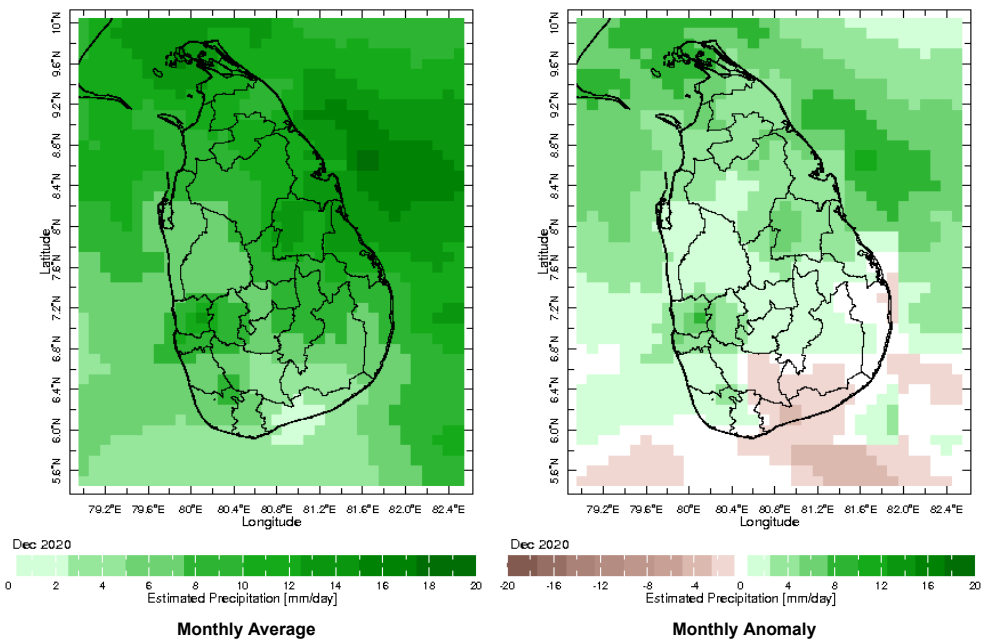 10°N
9.6°N
9.2°N
8.8°N
8.4°N
8°N
7.6°N
7.2°N
6.8°N
6.4°N
6.0°N
5.6°N
Latitude
79.2°E 79.6°E 80°E 80.4°E 80.8°E 81.2°E 81.6°E 82.0°E 82.4°E
Longitude
Dec 2020
0 2 4 6 8 10 12 14 16 18 20
Estimated Precipitation [mm/day]
Monthly Average
10°N
9.6°N
9.2°N
8.8°N
8.4°N
8°N
7.6°N
7.2°N
6.8°N
6.4°N
6.0°N
5.6°N
Latitude
79.2°E 79.6°E 80°E 80.4°E 80.8°E 81.2°E 81.6°E 82.0°E 82.4°E
Longitude
Dec 2020
-20 -16 -12 -8 -4 0 4 8 12 16 20
Estimated Precipitation [mm/day]
Monthly Anomaly